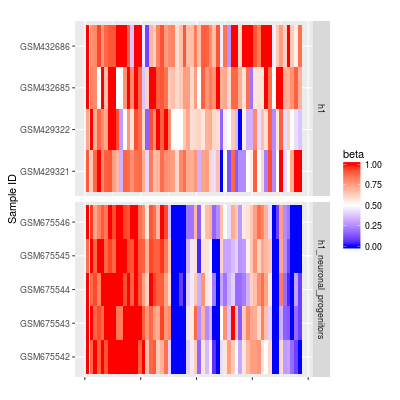 GSM432686
GSM432685
GSM429322
GSM429321
h1
GSM675546
GSM675545
GSM675544
GSM675543
GSM675542
h1_neuronal_progenitors
Sample ID
beta
1.00
0.75
0.50
0.25
0.00